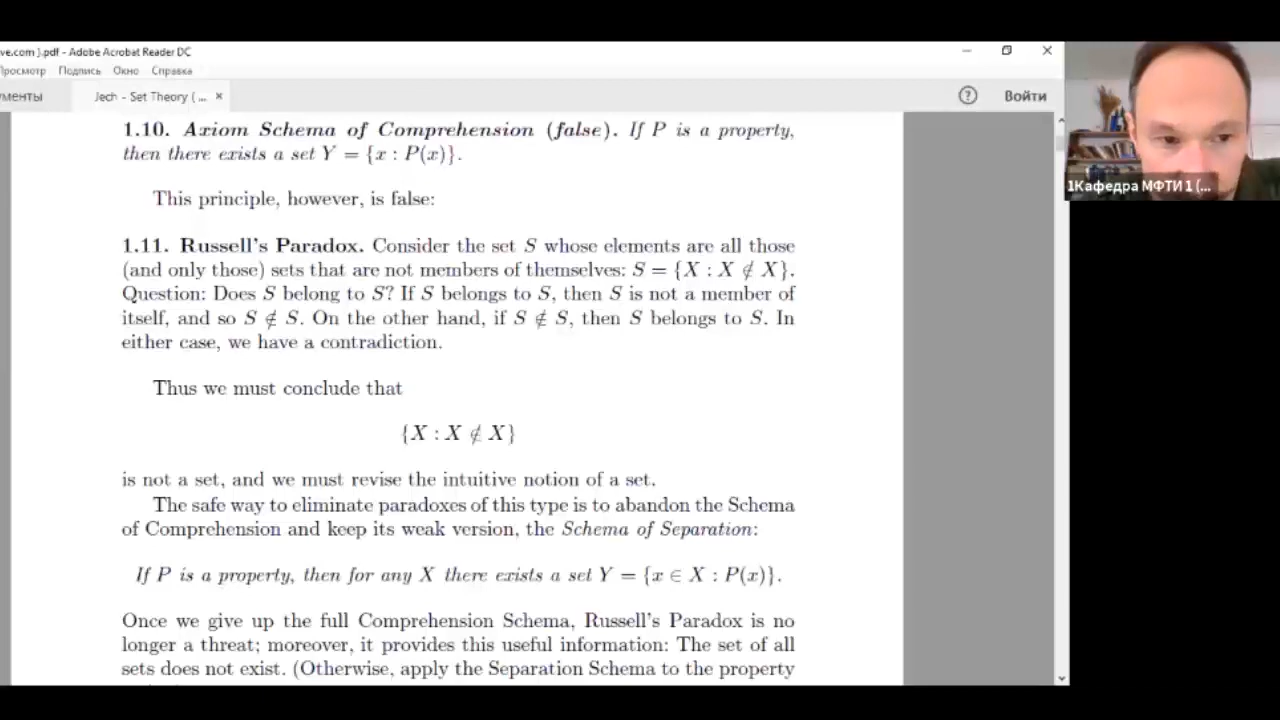 ve.com ).pdf - Adobe Acrobat Reader DC
Просмотр Подпись Окно Справка
ументы Jech - Set Theory ( ... × ? Войти
1.10. Axiom Schema of Comprehension (false). If P is a property,
then there exists a set Y = {x : P(x)}.
This principle, however, is false:
1.11. Russell's Paradox. Consider the set S whose elements are all those
(and only those) sets that are not members of themselves: S = {X : X ∉ X}.
Question: Does S belong to S? If S belongs to S, then S is not a member of
itself, and so S ∉ S. On the other hand, if S ∉ S, then S belongs to S. In
either case, we have a contradiction.
Thus we must conclude that
{X : X ∉ X}
is not a set, and we must revise the intuitive notion of a set.
The safe way to eliminate paradoxes of this type is to abandon the Schema
of Comprehension and keep its weak version, the Schema of Separation:
If P is a property, then for any X there exists a set Y = {x ∈ X : P(x)}.
Once we give up the full Comprehension Schema, Russell's Paradox is no
longer a threat; moreover, it provides this useful information: The set of all
sets does not exist. (Otherwise, apply the Separation Schema to the property
1Кафедра МФТИ 1 (...